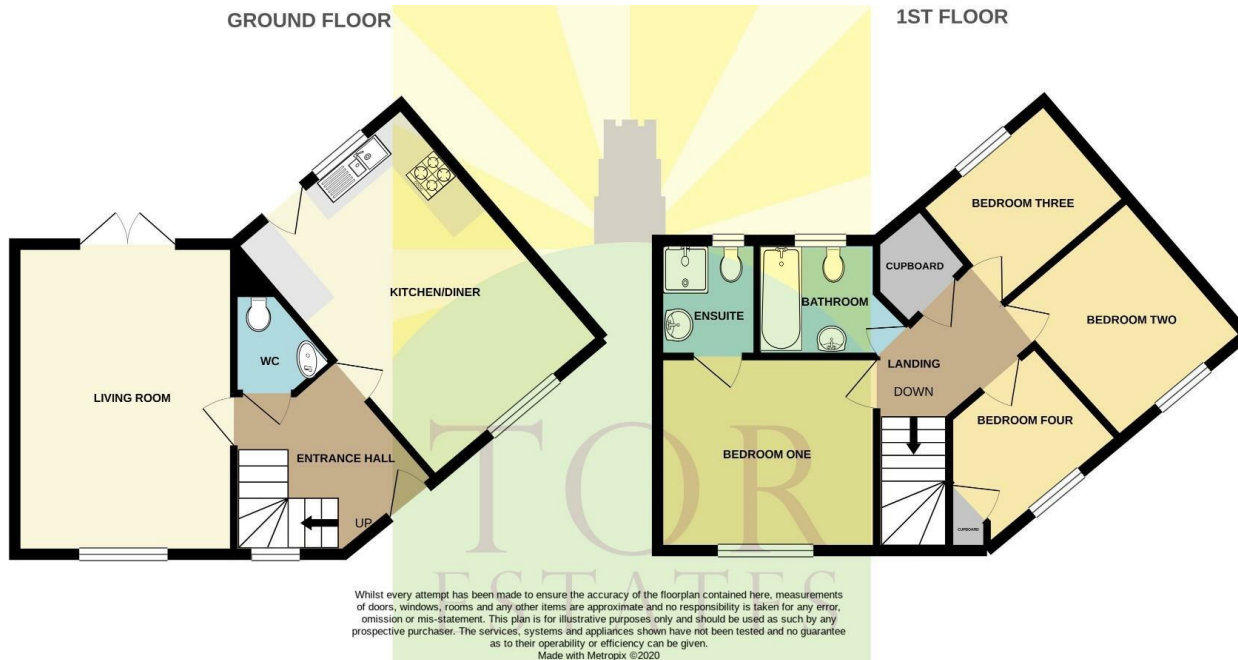 GROUND FLOOR
1ST FLOOR
KITCHEN/DINER
WC
LIVING ROOM
ENTRANCE HALL
UP
BEDROOM THREE
CUPBOARD
ENSUITE
BATHROOM
BEDROOM TWO
LANDING
DOWN
BEDROOM FOUR
BEDROOM ONE
CUPBOARD
TOR
ESTATES
Whilst every attempt has been made to ensure the accuracy of the floorplan contained here, measurements
of doors, windows, rooms and any other items are approximate and no responsibility is taken for any error,
omission or mis-statement. This plan is for illustrative purposes only and should be used as such by any
prospective purchaser. The services, systems and appliances shown have not been tested and no guarantee
as to their operability or efficiency can be given.
Made with Metropix ©2020